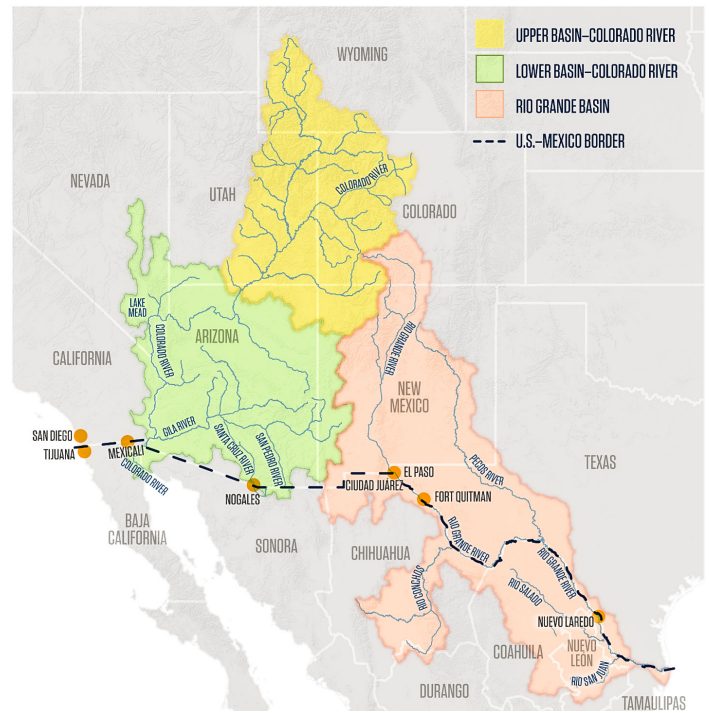 UPPER BASIN–COLORADO RIVER
LOWER BASIN–COLORADO RIVER
RIO GRANDE BASIN
U.S.–MEXICO BORDER
WYOMING
NEVADA
UTAH
COLORADO RIVER
COLORADO
LAKE
MEAD
ARIZONA
COLORADO RIVER
CALIFORNIA
RIO GRANDE RIVER
NEW
MEXICO
GILA RIVER
SANTA CRUZ RIVER
SAN PEDRO RIVER
SAN DIEGO
TIJUANA
MEXICALI
COLORADO RIVER
NOGALES
EL PASO
CIUDAD JUÁREZ
FORT QUITMAN
PECOS RIVER
TEXAS
BAJA
CALIFORNIA
SONORA
CHIHUAHUA
RIO GRANDE RIVER
RIO GRANDE RIVER
RIO CONCHOS
RIO SALADO
NUEVO LAREDO
COAHUILA
NUEVO
LEÓN
RIO SAN JUAN
DURANGO
TAMAULIPAS